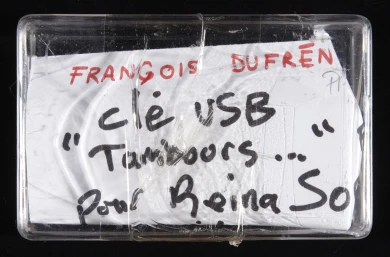 FRANÇOIS DUFRÊN
"Clé USB
Tambours..."
pour Reina So